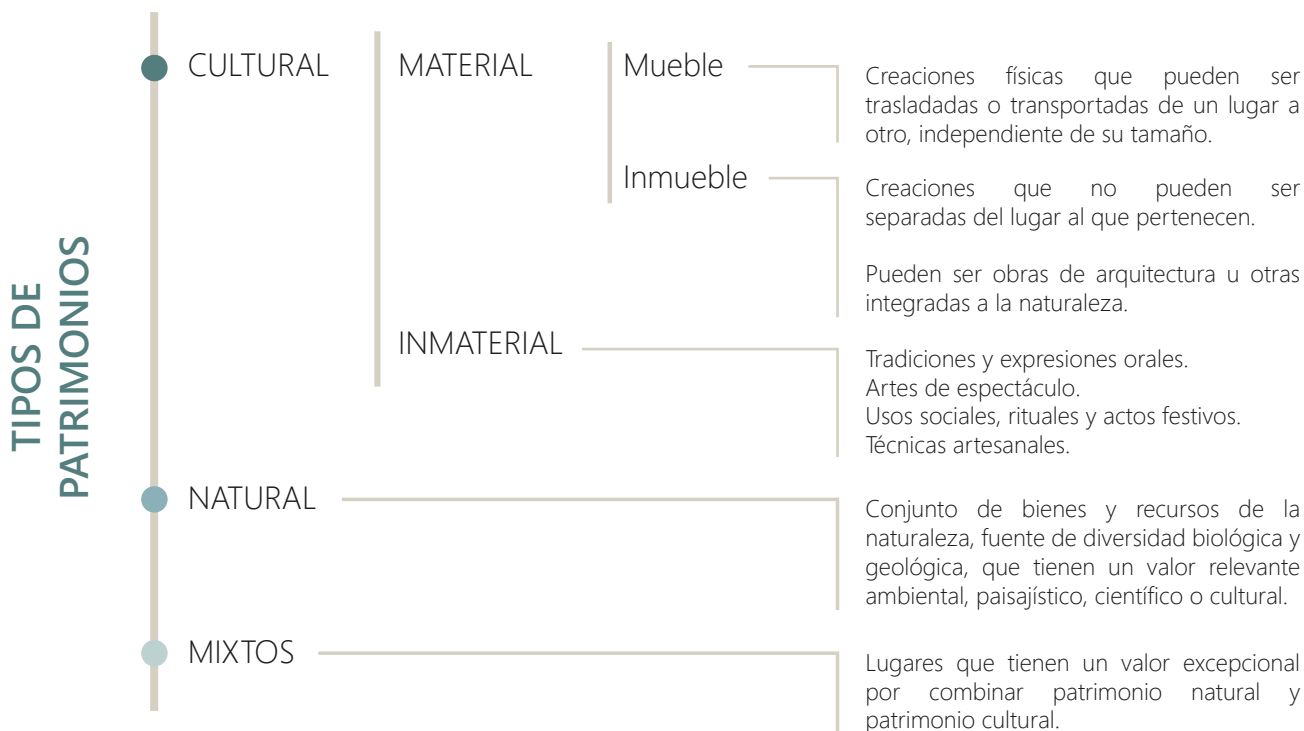 TIPOS DE
PATRIMONIOS
CULTURAL
MATERIAL
Mueble
Creaciones físicas que pueden ser
trasladadas o transportadas de un lugar a
otro, independiente de su tamaño.
Inmueble
Creaciones que no pueden ser
separadas del lugar al que pertenecen.
Pueden ser obras de arquitectura u otras
integradas a la naturaleza.
INMATERIAL
Tradiciones y expresiones orales.
Artes de espectáculo.
Usos sociales, rituales y actos festivos.
Técnicas artesanales.
NATURAL
Conjunto de bienes y recursos de la
naturaleza, fuente de diversidad biológica y
geológica, que tienen un valor relevante
ambiental, paisajístico, científico o cultural.
MIXTOS
Lugares que tienen un valor excepcional
por combinar patrimonio natural y
patrimonio cultural.